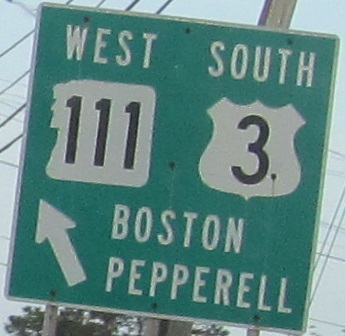 WEST SOUTH
111 3
BOSTON
PEPPERELL